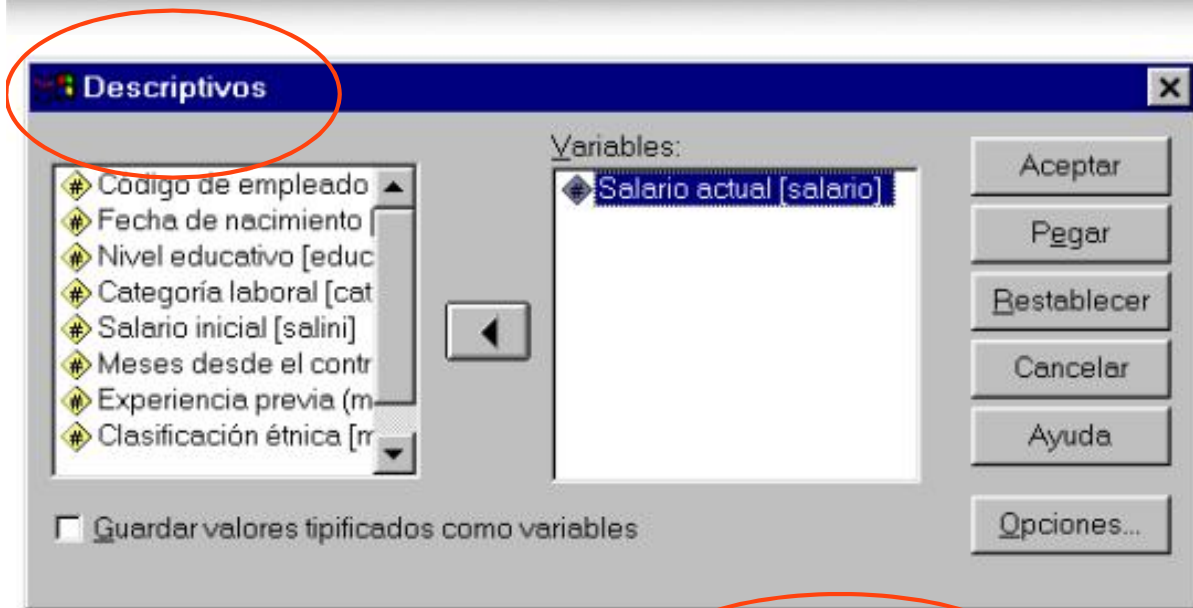 Descriptivos
Código de empleado
Fecha de nacimiento [
Nivel educativo [educ
Categoría laboral [cat
Salario inicial [salini]
Meses desde el contr
Experiencia previa (m
Clasificación étnica [m
Variables:
Salario actual [salario]
Aceptar
Pegar
Restablecer
Cancelar
Ayuda
Guardar valores tipificados como variables
Opciones...